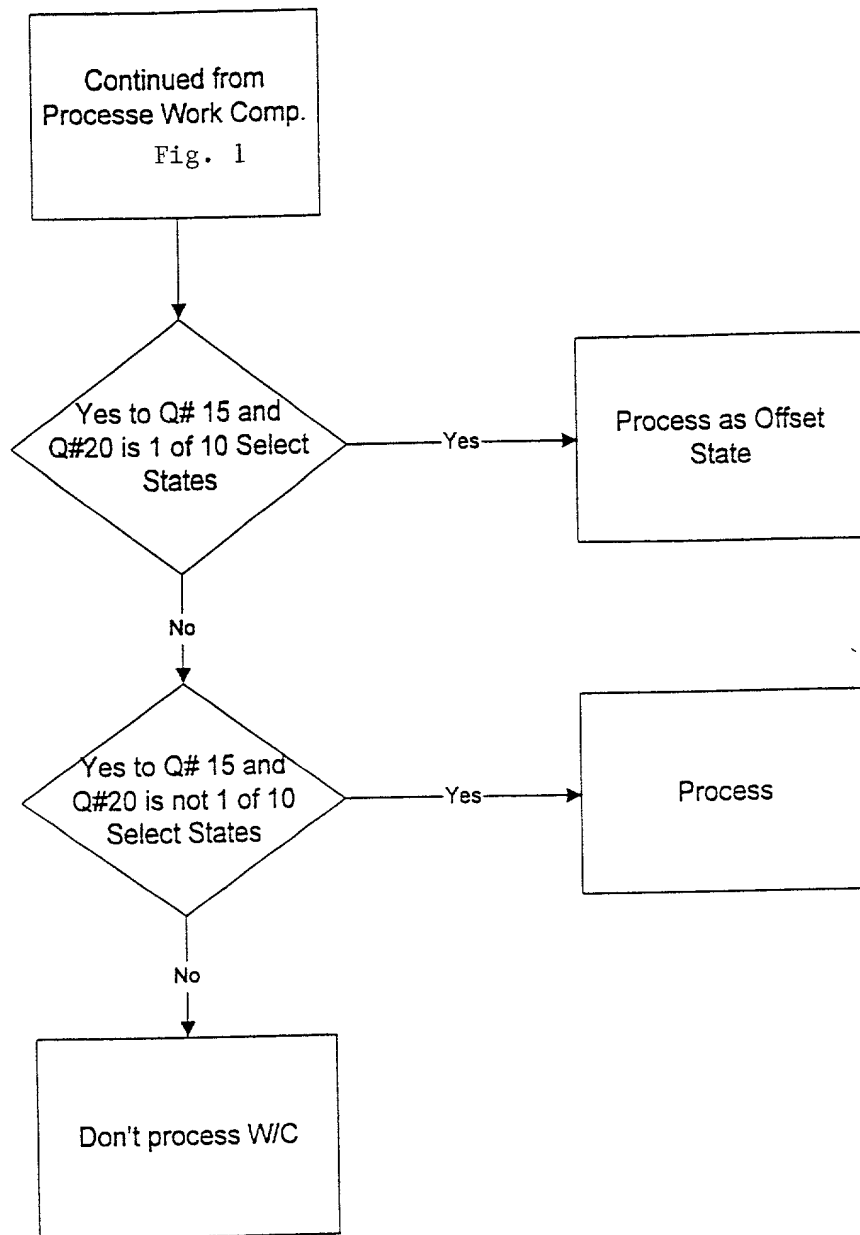 Continued from
Processe Work Comp.
Fig. 1
Yes to Q# 15 and
Q#20 is 1 of 10 Select
States
Yes
Process as Offset
State
No
Yes to Q# 15 and
Q#20 is not 1 of 10
Select States
Yes
Process
No
Don't process W/C